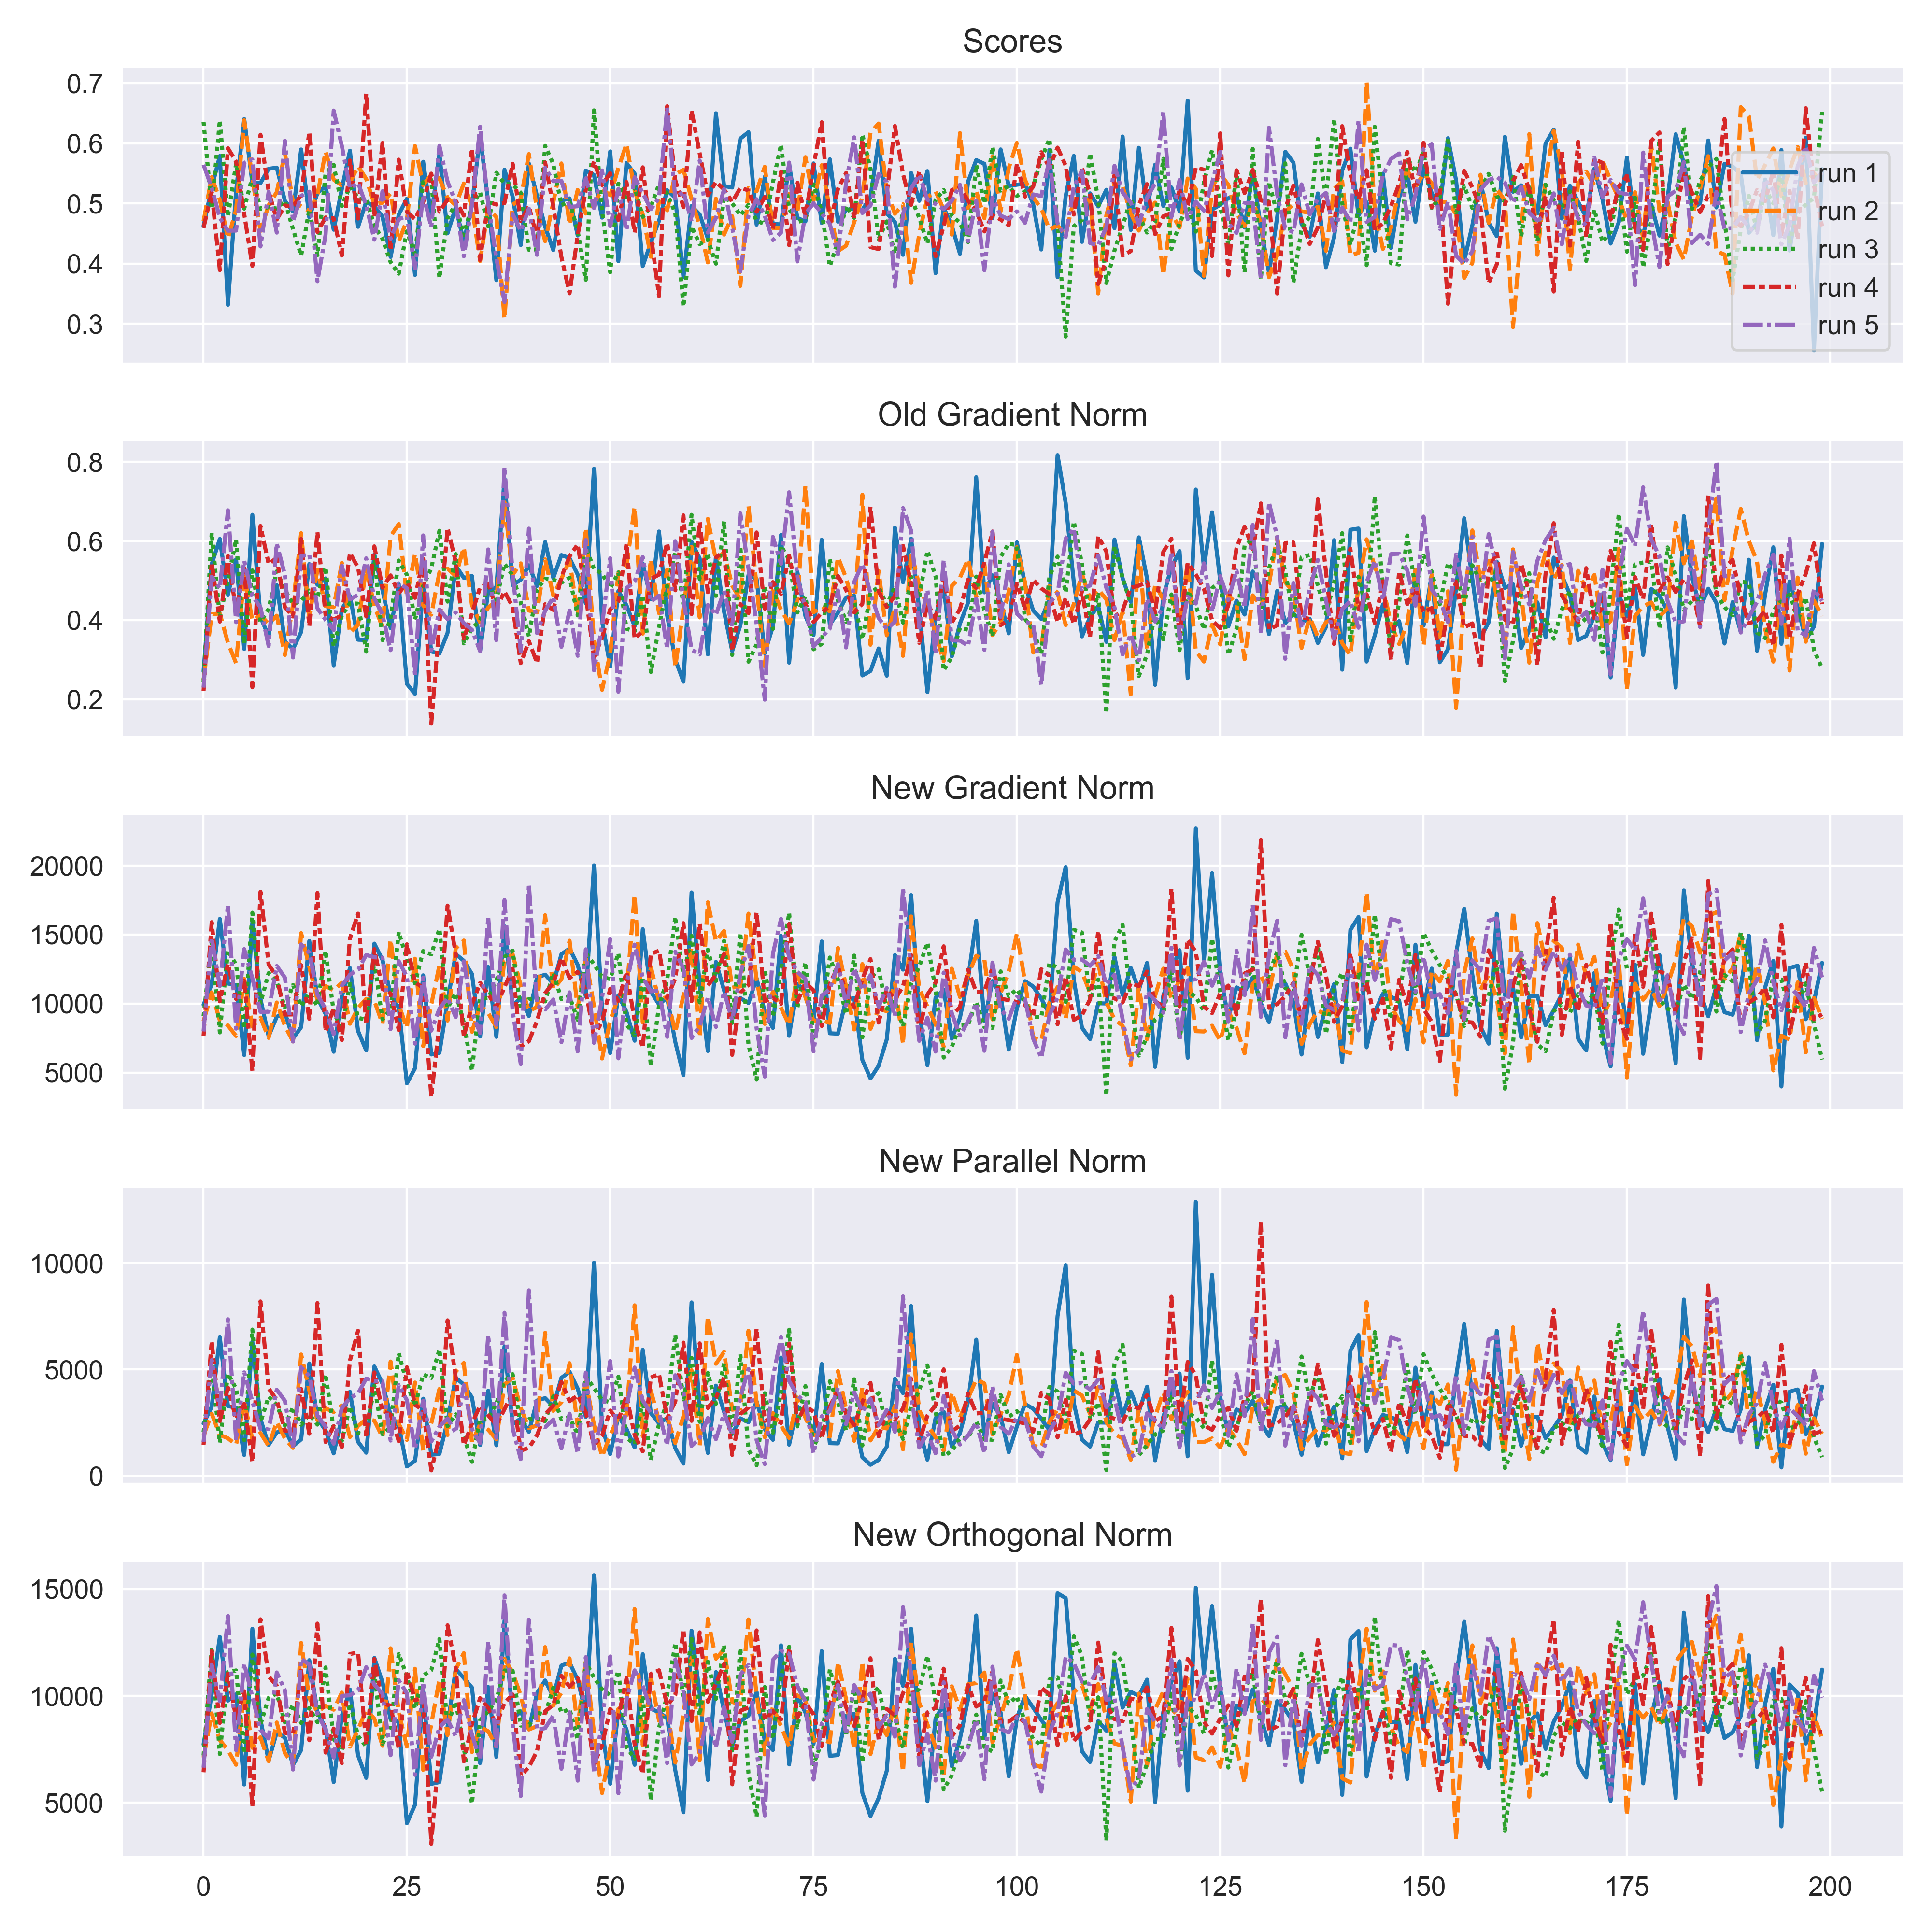 Scores
0.7
0.6
0.5
0.4
0.3
run 1
run 2
run 3
run 4
run 5
Old Gradient Norm
0.8
0.6
0.4
0.2
New Gradient Norm
20000
15000
10000
5000
New Parallel Norm
10000
5000
0
New Orthogonal Norm
15000
10000
5000
0 25 50 75 100 125 150 175 200